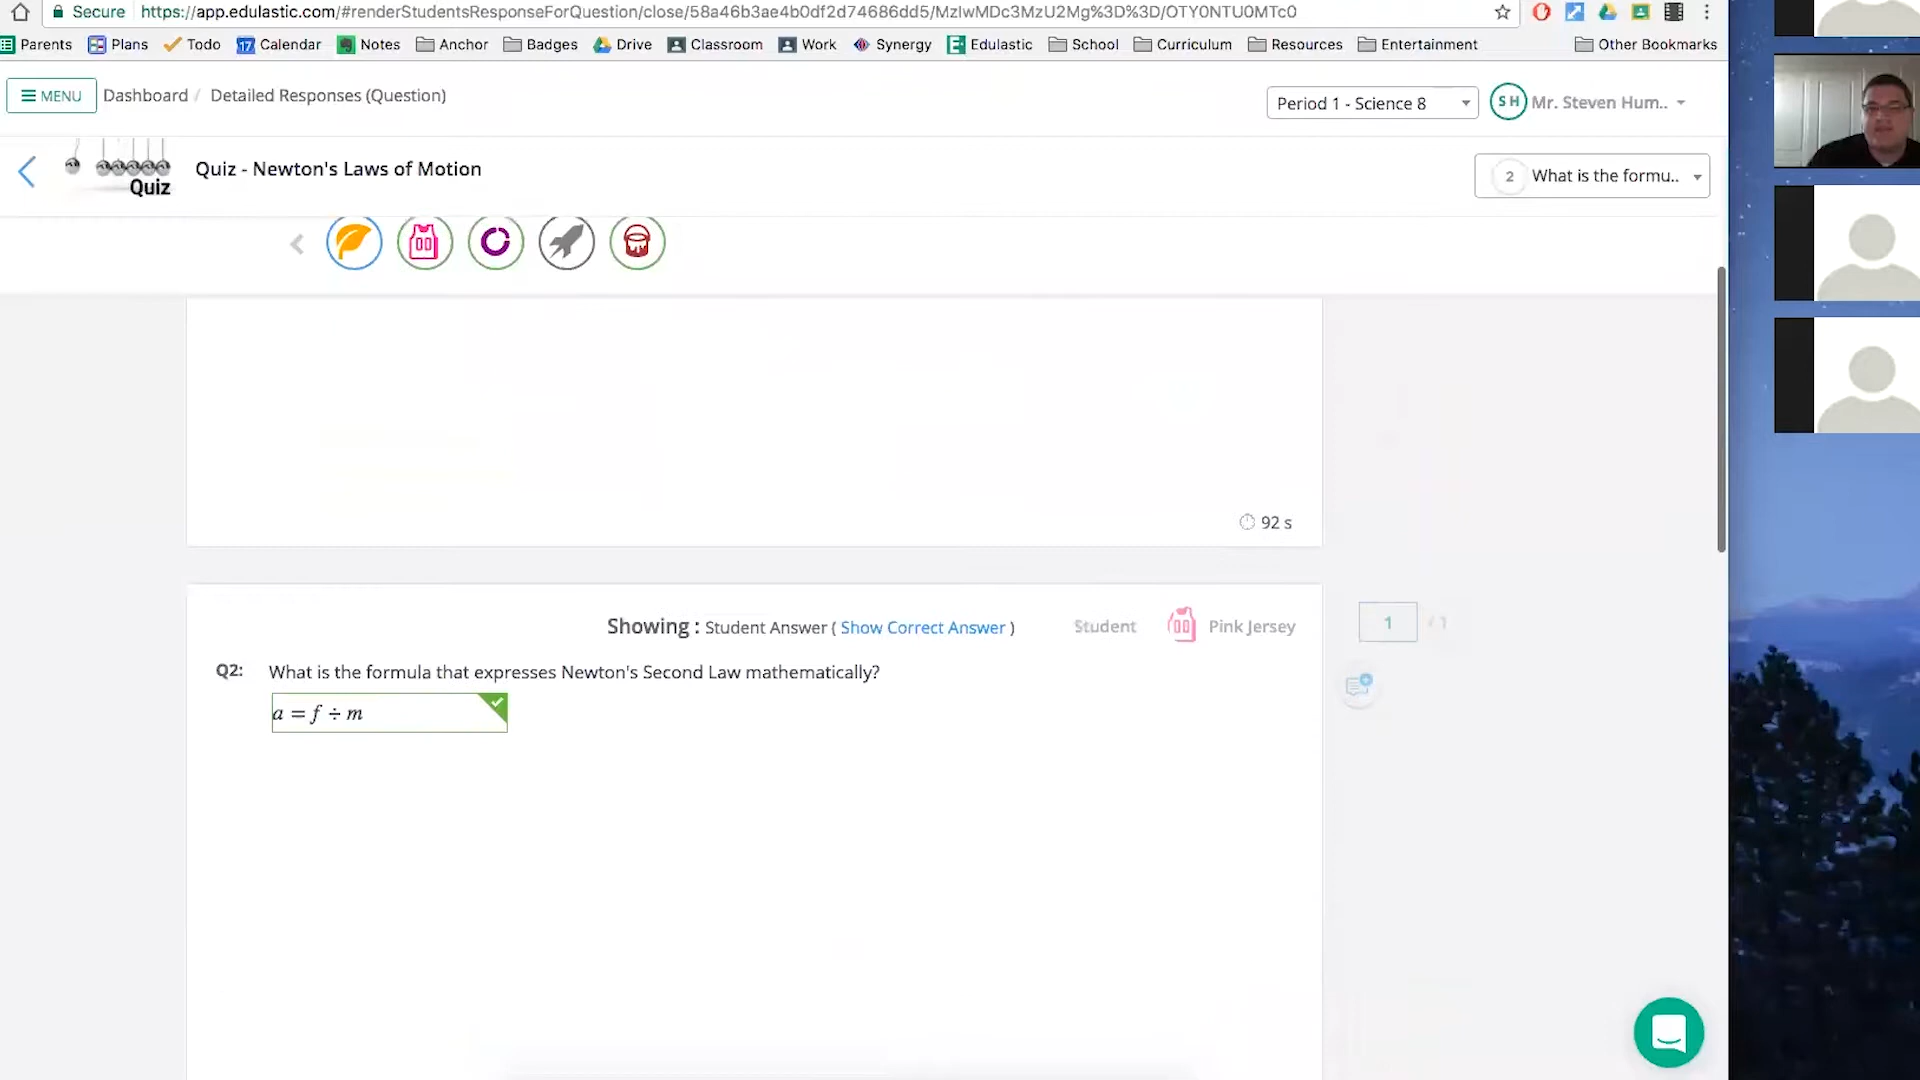 Secure https://app.edulastic.com/#renderStudentsResponseForQuestion/close/58a46b3ae4b0df2d74686dd5/MzIwMDc3MzU2Mg%3D%3D/OTY0NTU0MTc0
Parents Plans Todo 17 Calendar Notes Anchor Badges Drive Classroom Work Synergy E Edulastic School Curriculum Resources Entertainment Other Bookmarks
MENU Dashboard / Detailed Responses (Question) Period 1 - Science 8 SH Mr. Steven Hum..
Quiz Quiz - Newton's Laws of Motion 2 What is the formu..
00
92 s
Showing : Student Answer ( Show Correct Answer ) Student 00 Pink Jersey 1 / 1
Q2: What is the formula that expresses Newton's Second Law mathematically?
a = f ÷ m